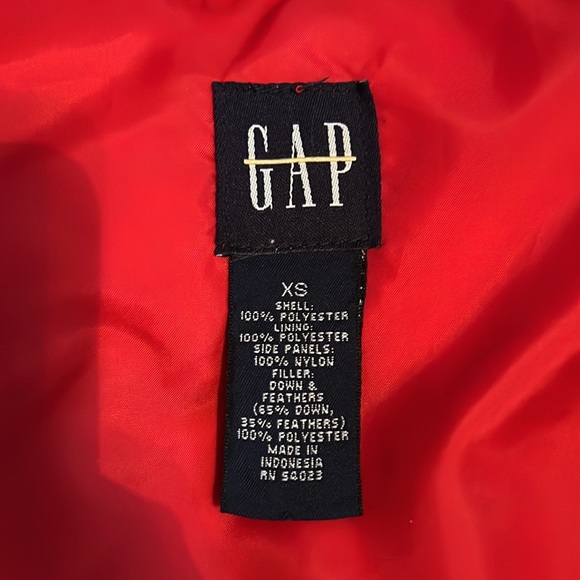 GAP
XS
SHELL:
100% POLYESTER
LINING:
100% POLYESTER
SIDE PANELS:
100% NYLON
FILLER:
DOWN &
FEATHERS
(65% DOWN,
35% FEATHERS)
100% POLYESTER
MADE IN
INDONESIA
RN 54023